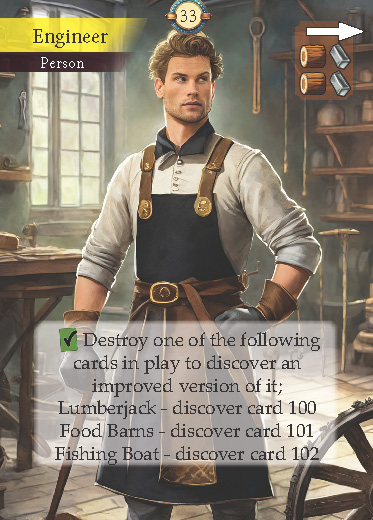 33
Engineer
Person
Destroy one of the following
cards in play to discover an
improved version of it;
Lumberjack - discover card 100
Food Barns - discover card 101
Fishing Boat - discover card 102